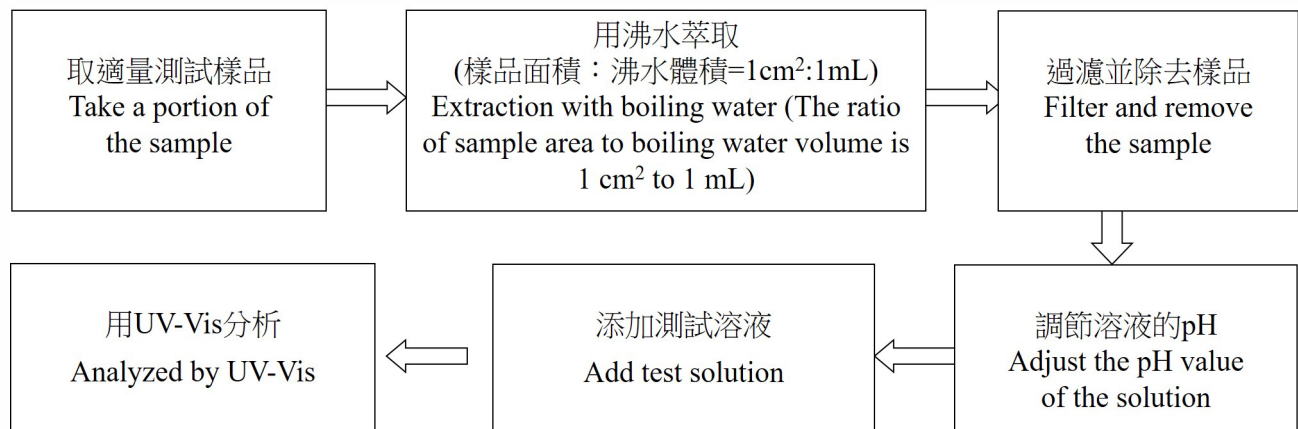 取適量測試樣品
Take a portion of
the sample
用沸水萃取
(樣品面積：沸水體積=1cm²:1mL)
Extraction with boiling water (The ratio
of sample area to boiling water volume is
1 cm² to 1 mL)
過濾並除去樣品
Filter and remove
the sample
調節溶液的pH
Adjust the pH value
of the solution
添加測試溶液
Add test solution
用UV-Vis分析
Analyzed by UV-Vis